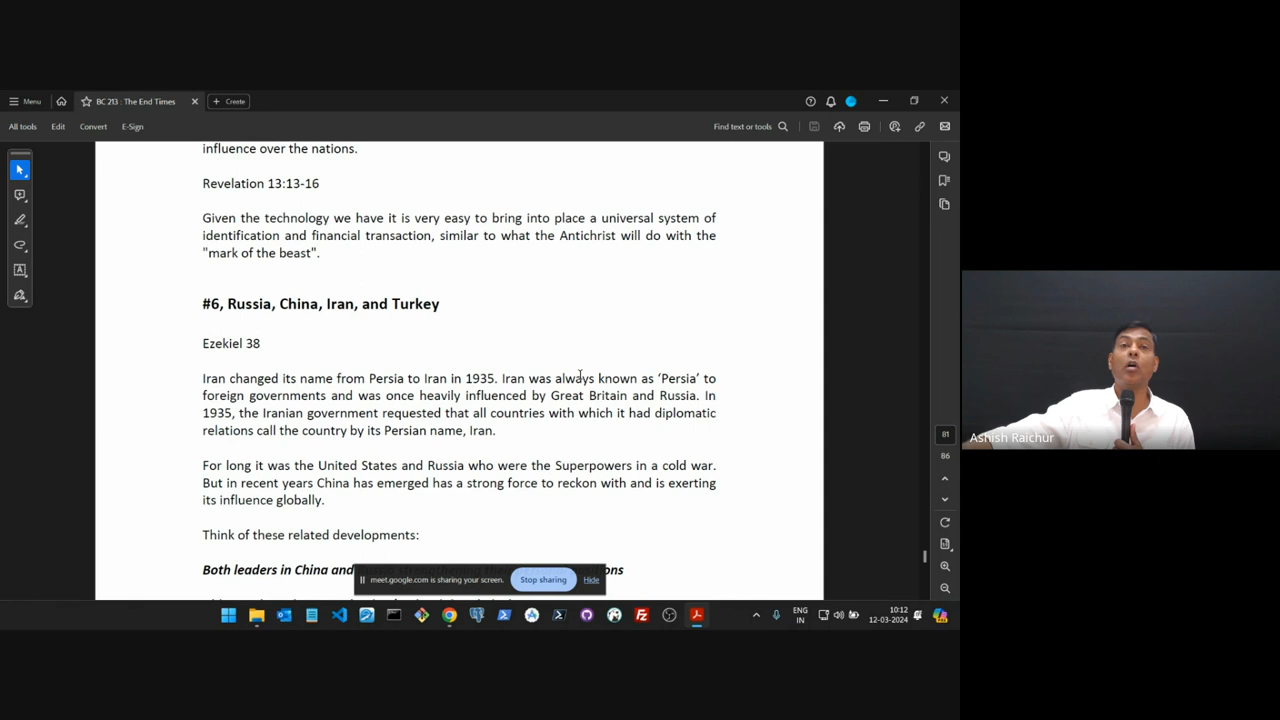 Menu
BC 213 : The End Times
Create
All tools
Edit
Convert
E-Sign
Find text or tools
influence over the nations.
Revelation 13:13-16
Given the technology we have it is very easy to bring into place a universal system of
identification and financial transaction, similar to what the Antichrist will do with the
"mark of the beast".
#6, Russia, China, Iran, and Turkey
Ezekiel 38
Iran changed its name from Persia to Iran in 1935. Iran was always known as ‘Persia’ to
foreign governments and was once heavily influenced by Great Britain and Russia. In
1935, the Iranian government requested that all countries with which it had diplomatic
relations call the country by its Persian name, Iran.
For long it was the United States and Russia who were the Superpowers in a cold war.
But in recent years China has emerged has a strong force to reckon with and is exerting
its influence globally.
Think of these related developments:
Both leaders in China and
meet.google.com is sharing your screen.
Stop sharing
Hide
81
86
Ashish Raichur
ENG
IN
10:12
12-03-2024